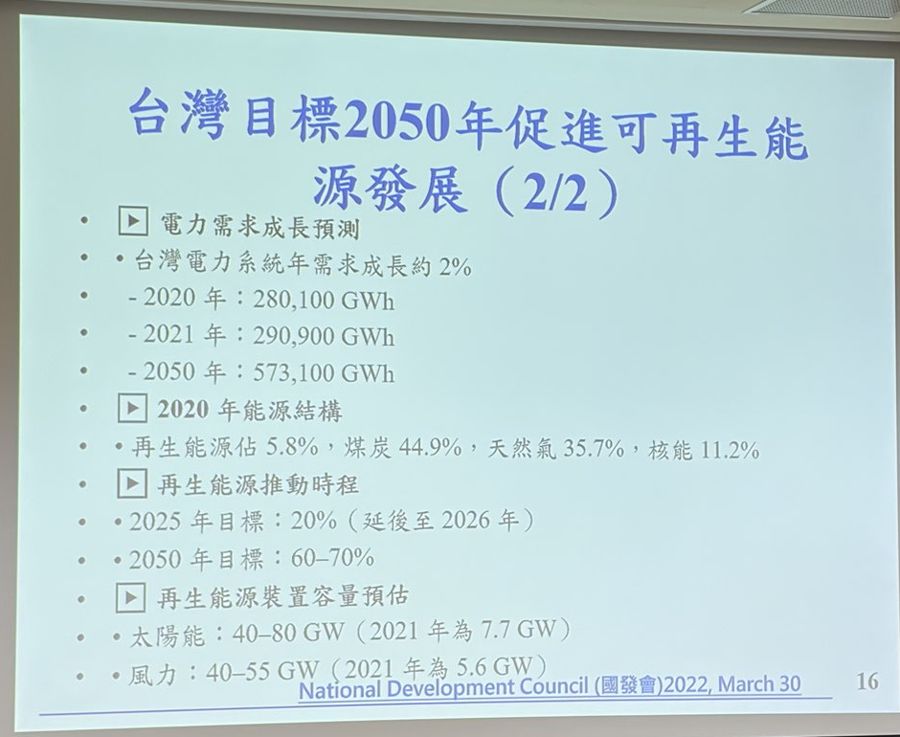 台灣目標2050年促進可再生能
源發展（2/2）
• ▶ 電力需求成長預測
• • 台灣電力系統年需求成長約 2%
• - 2020 年：280,100 GWh
• - 2021 年：290,900 GWh
• - 2050 年：573,100 GWh
• ▶ 2020 年能源結構
• • 再生能源佔 5.8%，煤炭 44.9%，天然氣 35.7%，核能 11.2%
• ▶ 再生能源推動時程
• • 2025 年目標：20%（延後至 2026 年）
• • 2050 年目標：60–70%
• ▶ 再生能源裝置容量預估
• • 太陽能：40–80 GW（2021 年為 7.7 GW）
• • 風力：40–55 GW（2021 年為 5.6 GW）
National Development Council (國發會)2022, March 30
16